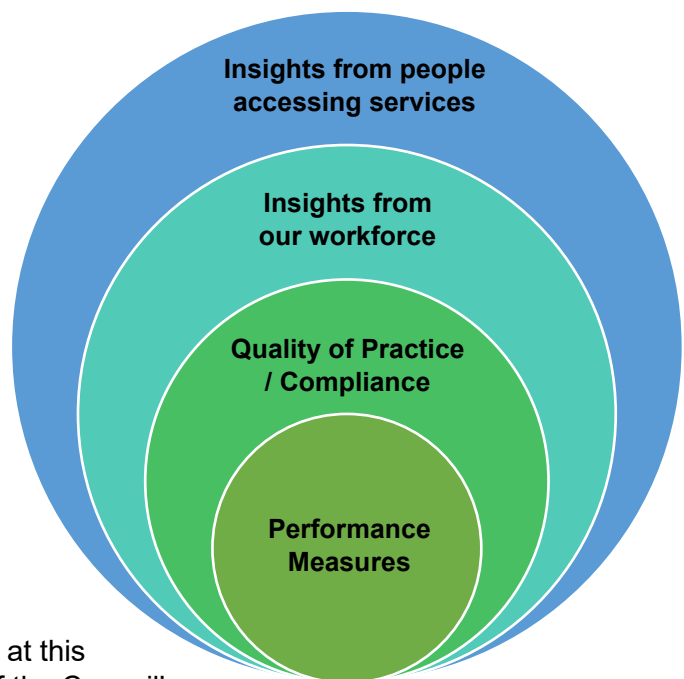 Insights from people
accessing services
Insights from
our workforce
Quality of Practice
/ Compliance
Performance
Measures
at this